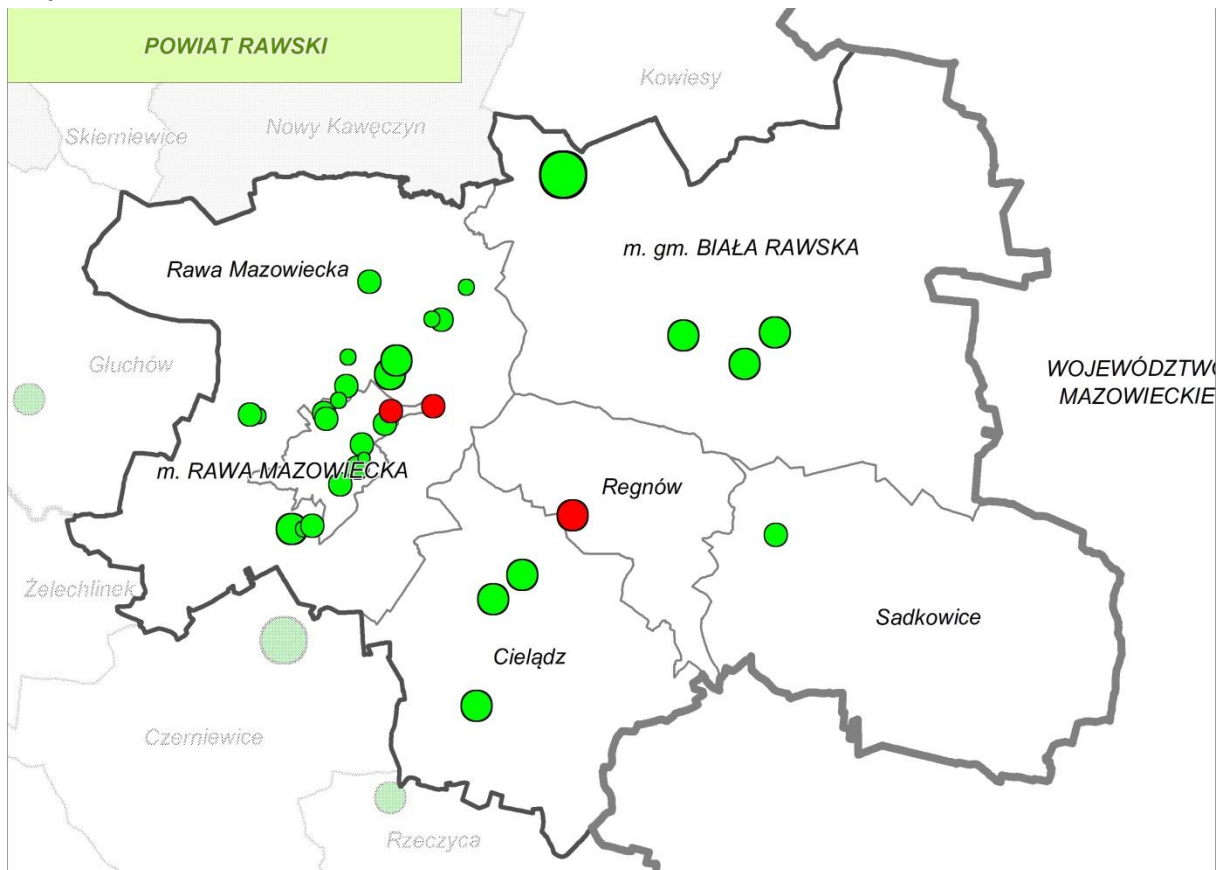 POWIAT RAWSKI
Kowiesy
Nowy Kawęczyn
Skierniewice
m. gm. BIAŁA RAWSKA
Rawa Mazowiecka
Głuchów
WOJEWÓDZTWO
MAZOWIECKIE
m. RAWA MAZOWIECKA
Regnów
Żelechlinek
Sadkowice
Cielądz
Czerniewice
Rzeczyca